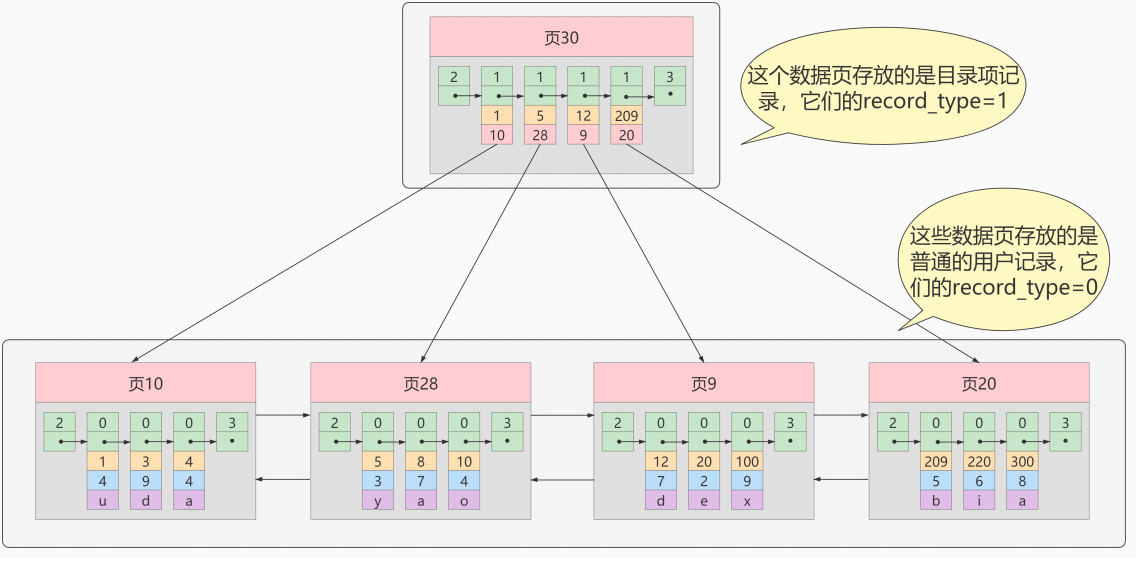 页30
2 1 1 1 1 3
1 5 12 209
10 28 9 20
这个数据页存放的是目录项记
录，它们的record_type=1
这些数据页存放的是
普通的用户记录，它
们的record_type=0
页10
2 0 0 0 3
1 3 4
4 9 4
u d a
页28
2 0 0 0 3
5 8 10
3 7 4
y a o
页9
2 0 0 0 3
12 20 100
7 2 9
d e x
页20
2 0 0 0 3
209 220 300
5 6 8
b i a